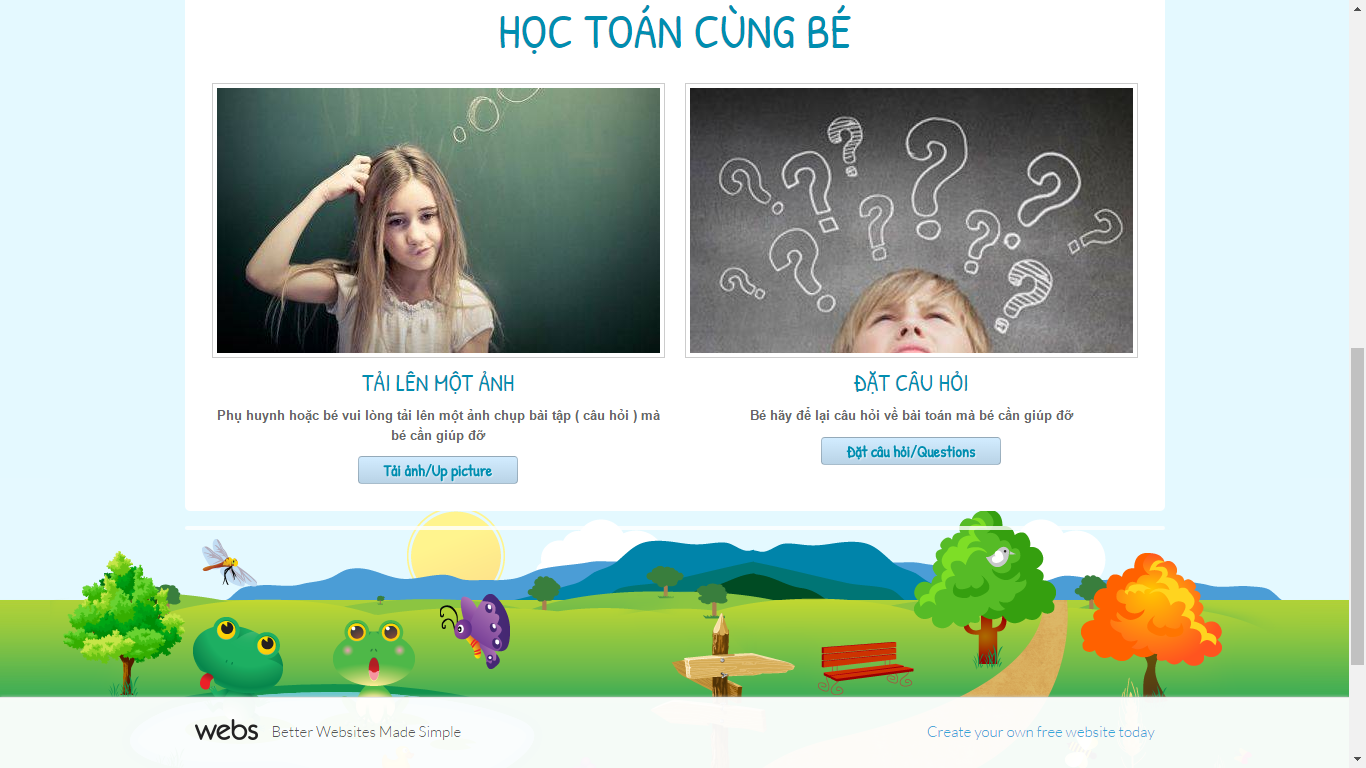 HỌC TOÁN CÙNG BÉ
TẢI LÊN MỘT ẢNH
Phụ huynh hoặc bé vui lòng tải lên một ảnh chụp bài tập ( câu hỏi ) mà
bé cần giúp đỡ
Tải ảnh/Up picture
ĐẶT CÂU HỎI
Bé hãy để lại câu hỏi về bài toán mà bé cần giúp đỡ
Đặt câu hỏi/Questions
webs Better Websites Made Simple
Create your own free website today